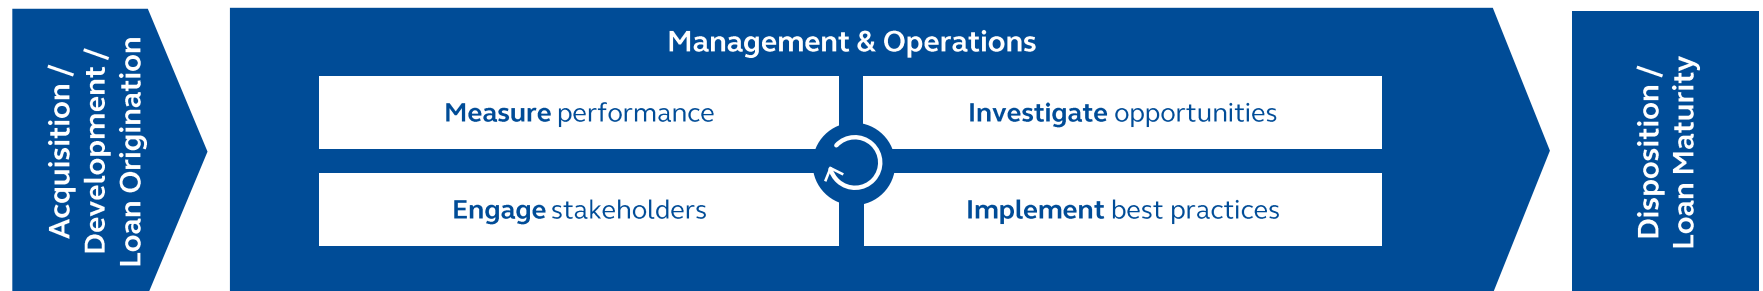 Acquisition /
Development /
Loan Origination
Management & Operations
Measure performance
Investigate opportunities
Engage stakeholders
Implement best practices
Disposition /
Loan Maturity